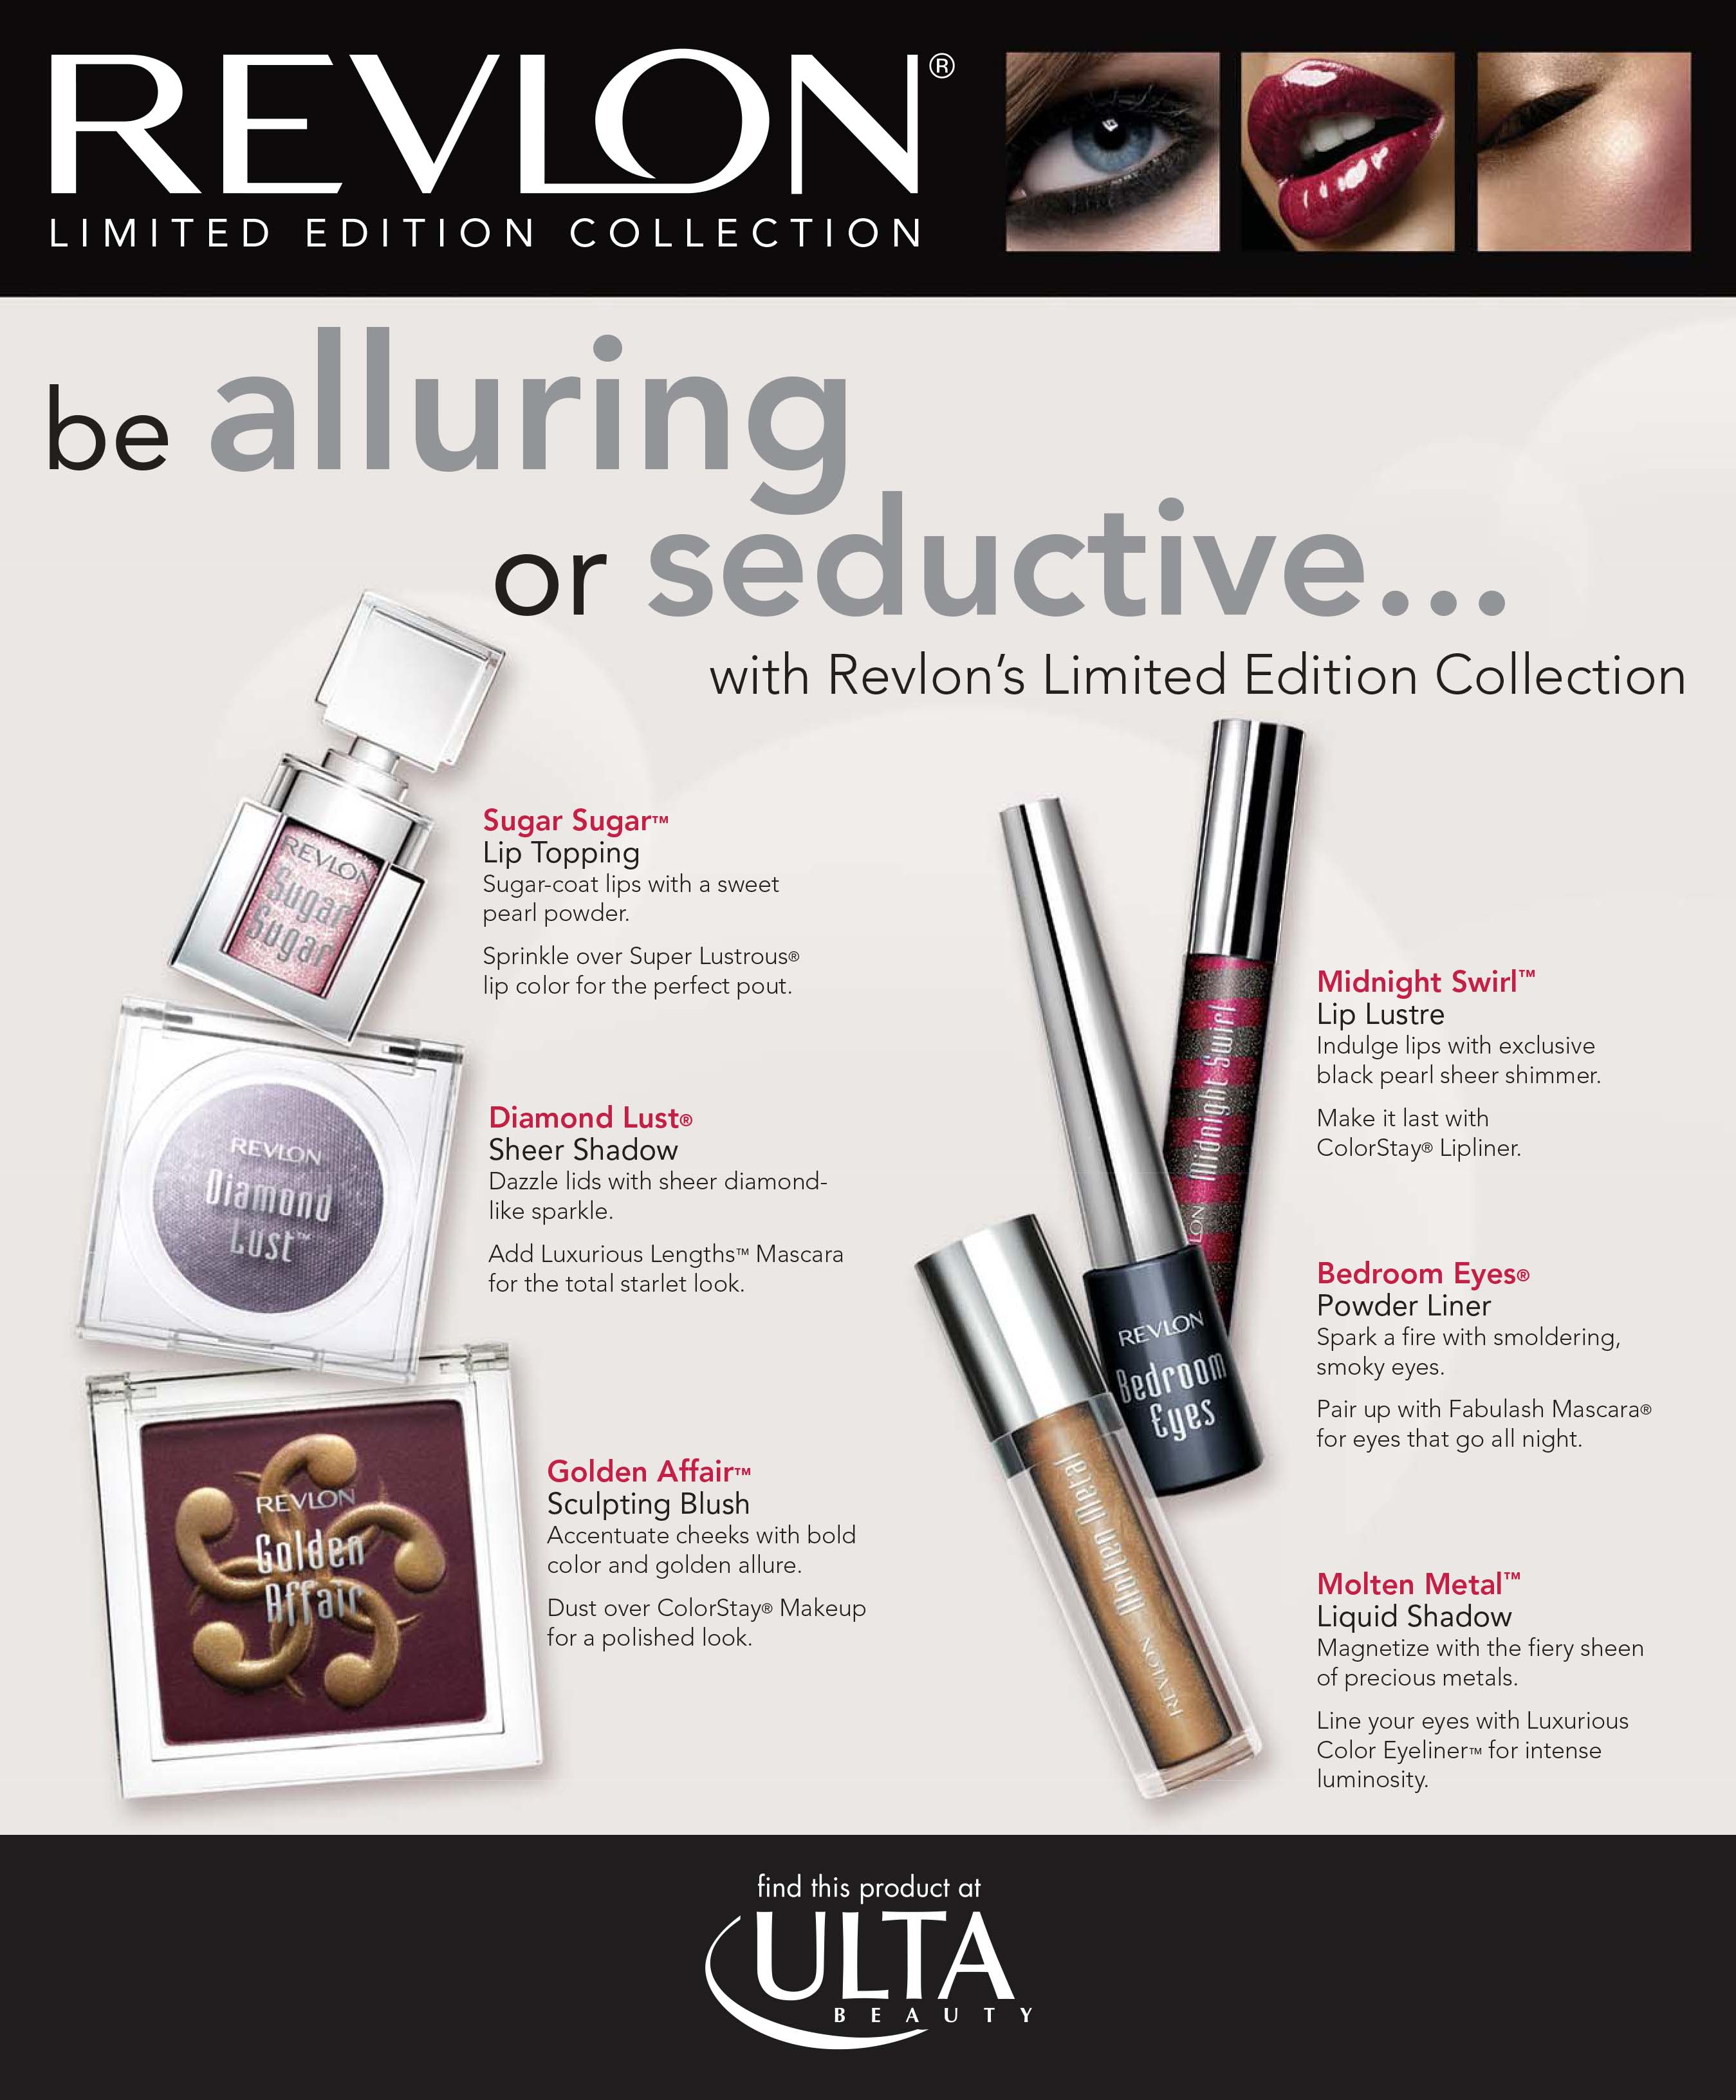 REVLON®
LIMITED EDITION COLLECTION
be alluring
or seductive...
with Revlon's Limited Edition Collection
REVLON
Sugar
Sugar
Sugar Sugar™
Lip Topping
Sugar-coat lips with a sweet
pearl powder.
Sprinkle over Super Lustrous®
lip color for the perfect pout.
REVLON
Diamond
Lust™
Diamond Lust®
Sheer Shadow
Dazzle lids with sheer diamond-
like sparkle.
Add Luxurious Lengths™ Mascara
for the total starlet look.
REVLON
Golden
Affair
Golden Affair™
Sculpting Blush
Accentuate cheeks with bold
color and golden allure.
Dust over ColorStay® Makeup
for a polished look.
LON Midnight Swirl
Midnight Swirl™
Lip Lustre
Indulge lips with exclusive
black pearl sheer shimmer.
Make it last with
ColorStay® Lipliner.
REVLON
Bedroom
Eyes
Bedroom Eyes®
Powder Liner
Spark a fire with smoldering,
smoky eyes.
Pair up with Fabulash Mascara®
for eyes that go all night.
REVLON Molten Metal
Molten Metal™
Liquid Shadow
Magnetize with the fiery sheen
of precious metals.
Line your eyes with Luxurious
Color Eyeliner™ for intense
luminosity.
find this product at
ULTA
BEAUTY